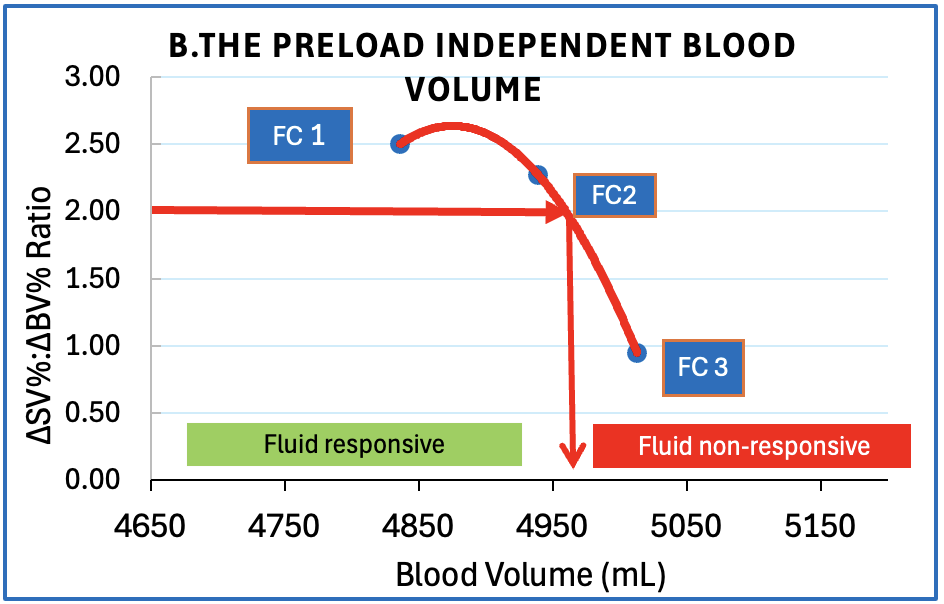 B.THE PRELOAD INDEPENDENT BLOOD
VOLUME
3.00
2.50
2.00
1.50
1.00
0.50
0.00
ΔSV%:ΔBV% Ratio
FC 1
FC2
FC 3
Fluid responsive
Fluid non-responsive
4650 4750 4850 4950 5050 5150
Blood Volume (mL)